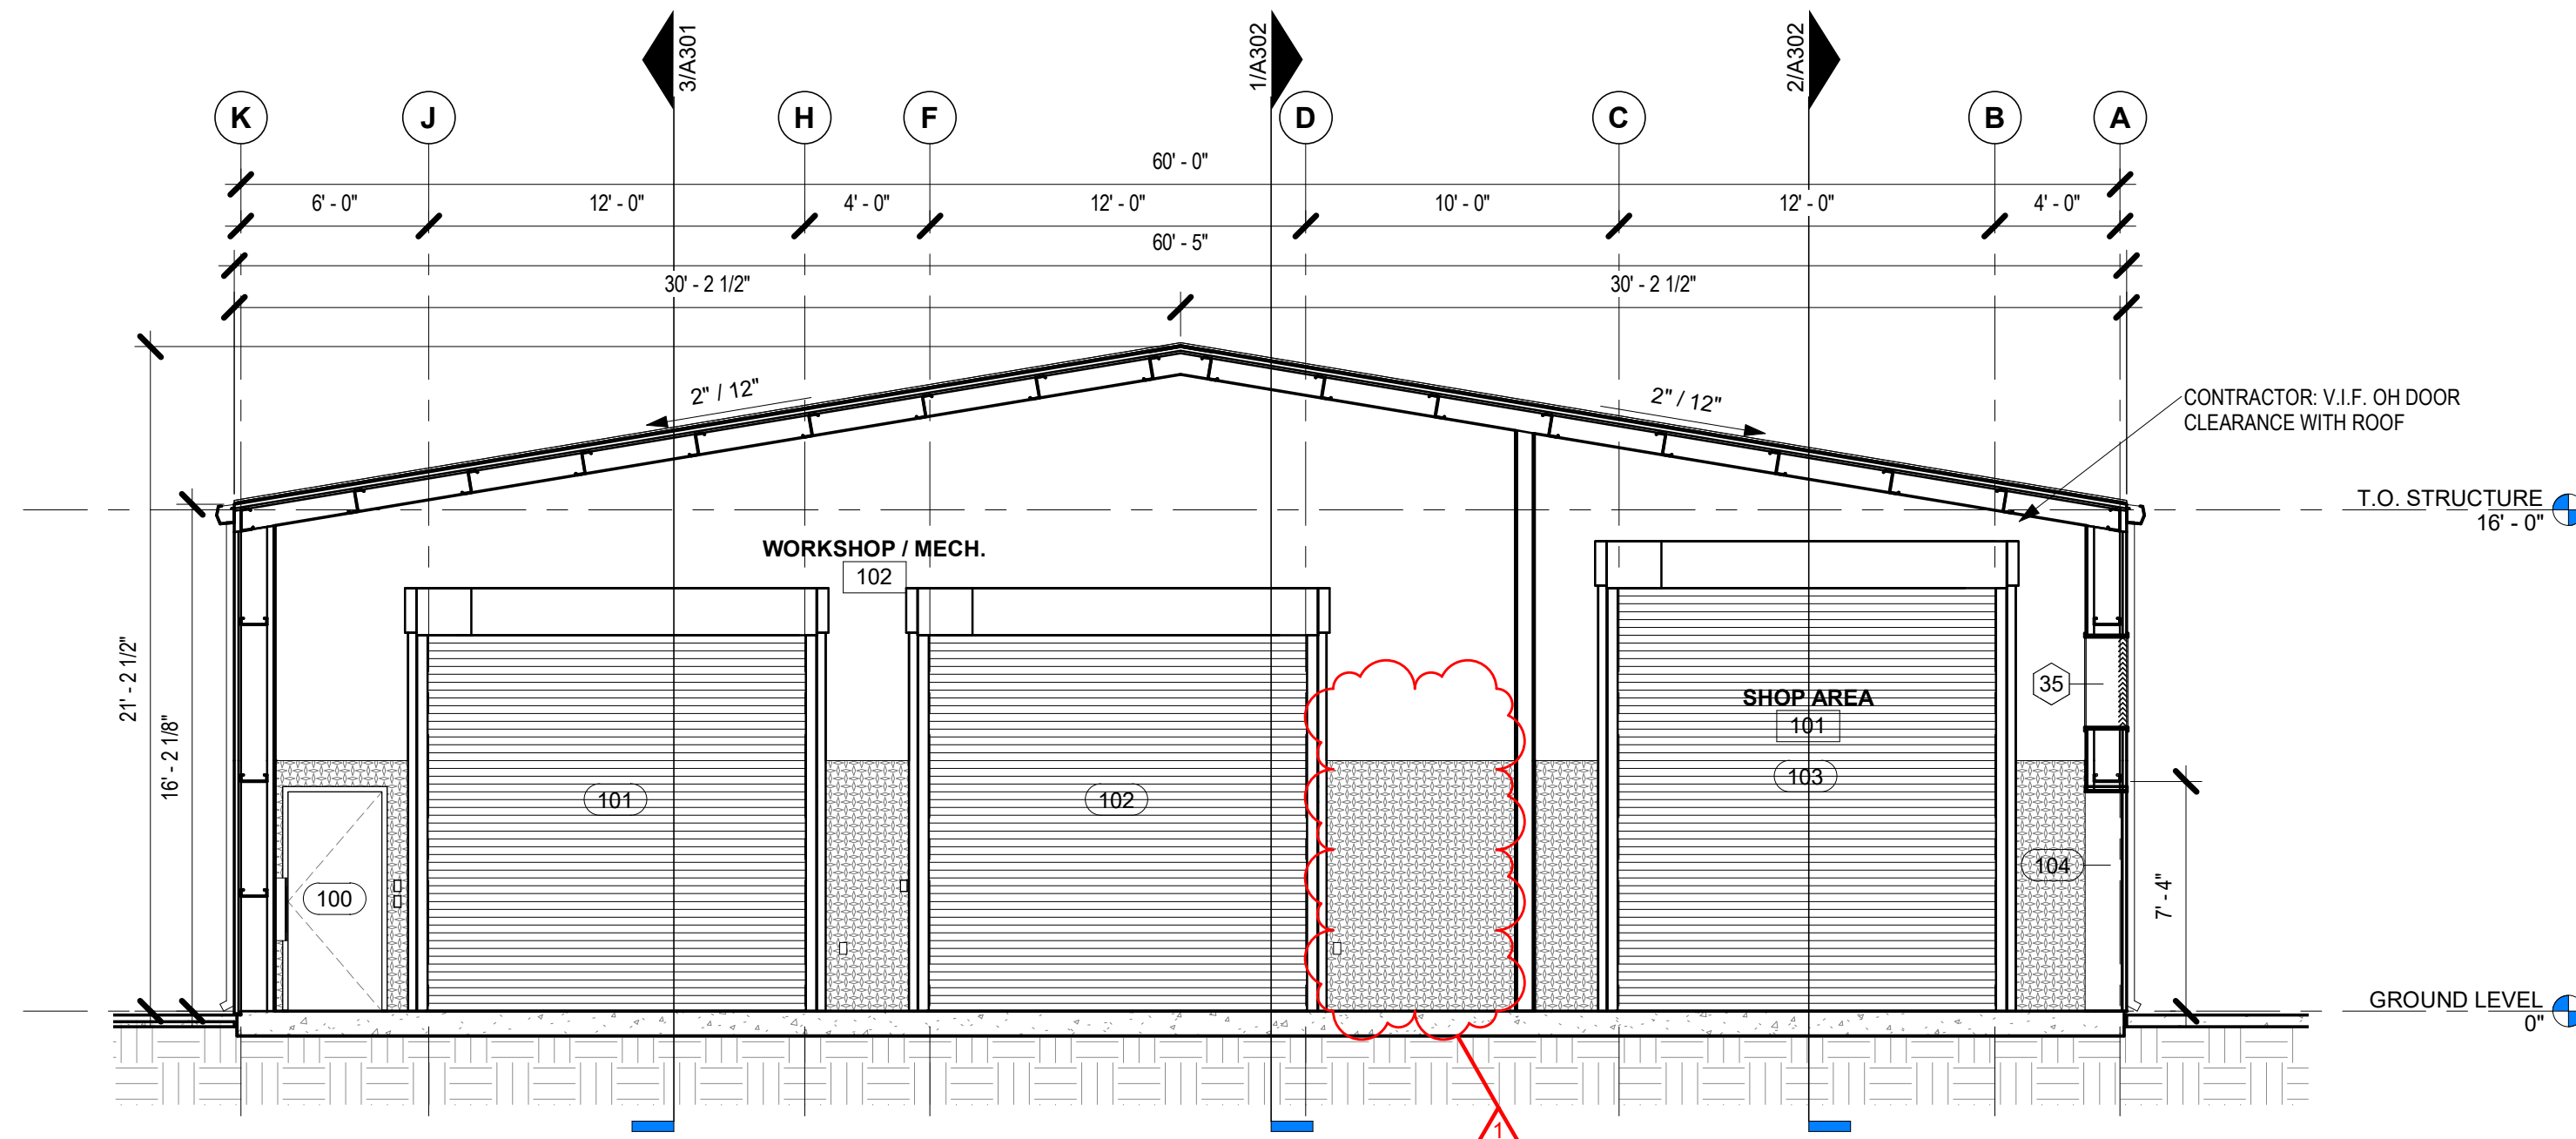 3/A301
1/A302
2/A302
K
J
H
F
D
C
B
A
60' - 0"
6' - 0"
12' - 0"
4' - 0"
12' - 0"
10' - 0"
12' - 0"
4' - 0"
60' - 5"
30' - 2 1/2"
30' - 2 1/2"
2" / 12"
2" / 12"
CONTRACTOR: V.I.F. OH DOOR
CLEARANCE WITH ROOF
T.O. STRUCTURE
16' - 0"
WORKSHOP / MECH.
102
21' - 2 1/2"
16' - 2 1/8"
35
SHOP AREA
101
103
101
102
104
100
7' - 4"
GROUND LEVEL
0"
1